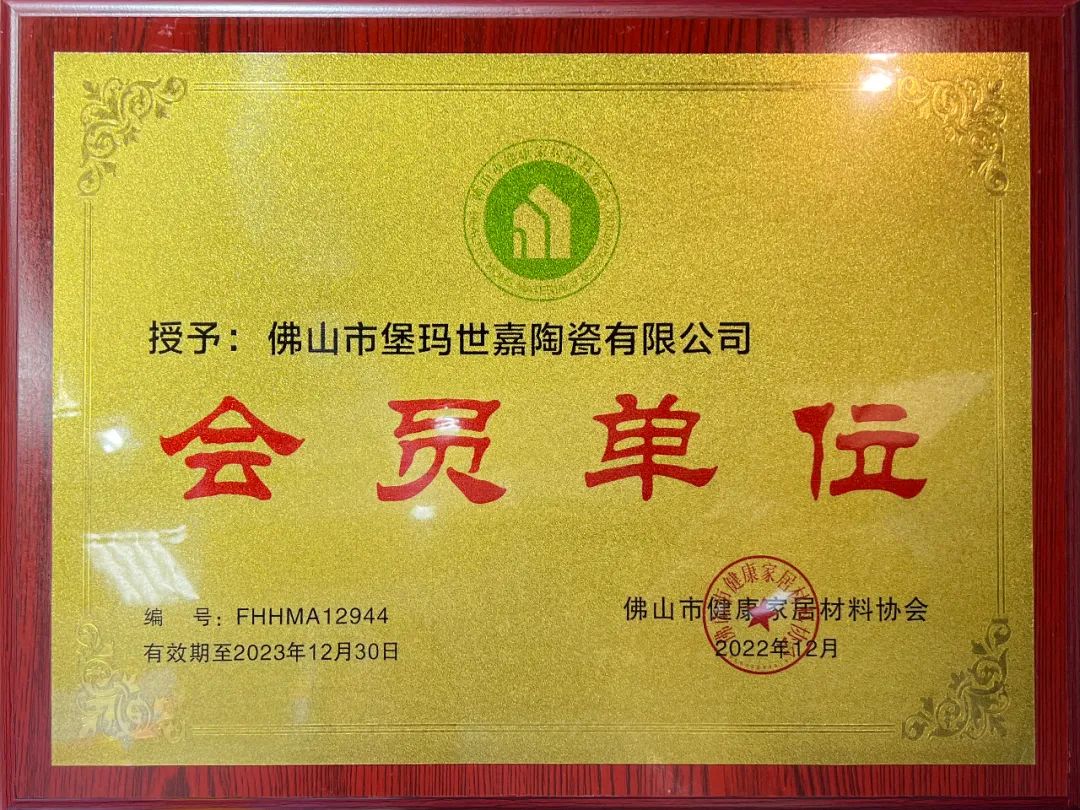 授予：佛山市堡玛世嘉陶瓷有限公司
会员单位
编 号：FHHMA12944
有效期至2023年12月30日
佛山市健康家居材料协会
2022年12月